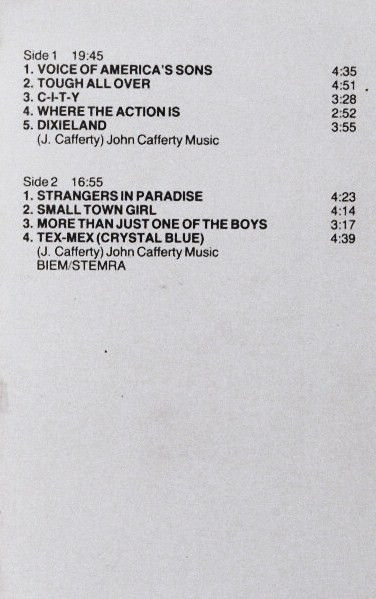 Side 1 19:45
1. VOICE OF AMERICA'S SONS 4:35
2. TOUGH ALL OVER 4:51
3. C-I-T-Y 3:28
4. WHERE THE ACTION IS 2:52
5. DIXIELAND 3:55
(J. Cafferty) John Cafferty Music
Side 2 16:55
1. STRANGERS IN PARADISE 4:23
2. SMALL TOWN GIRL 4:14
3. MORE THAN JUST ONE OF THE BOYS 3:17
4. TEX-MEX (CRYSTAL BLUE) 4:39
(J. Cafferty) John Cafferty Music
BIEM/STEMRA